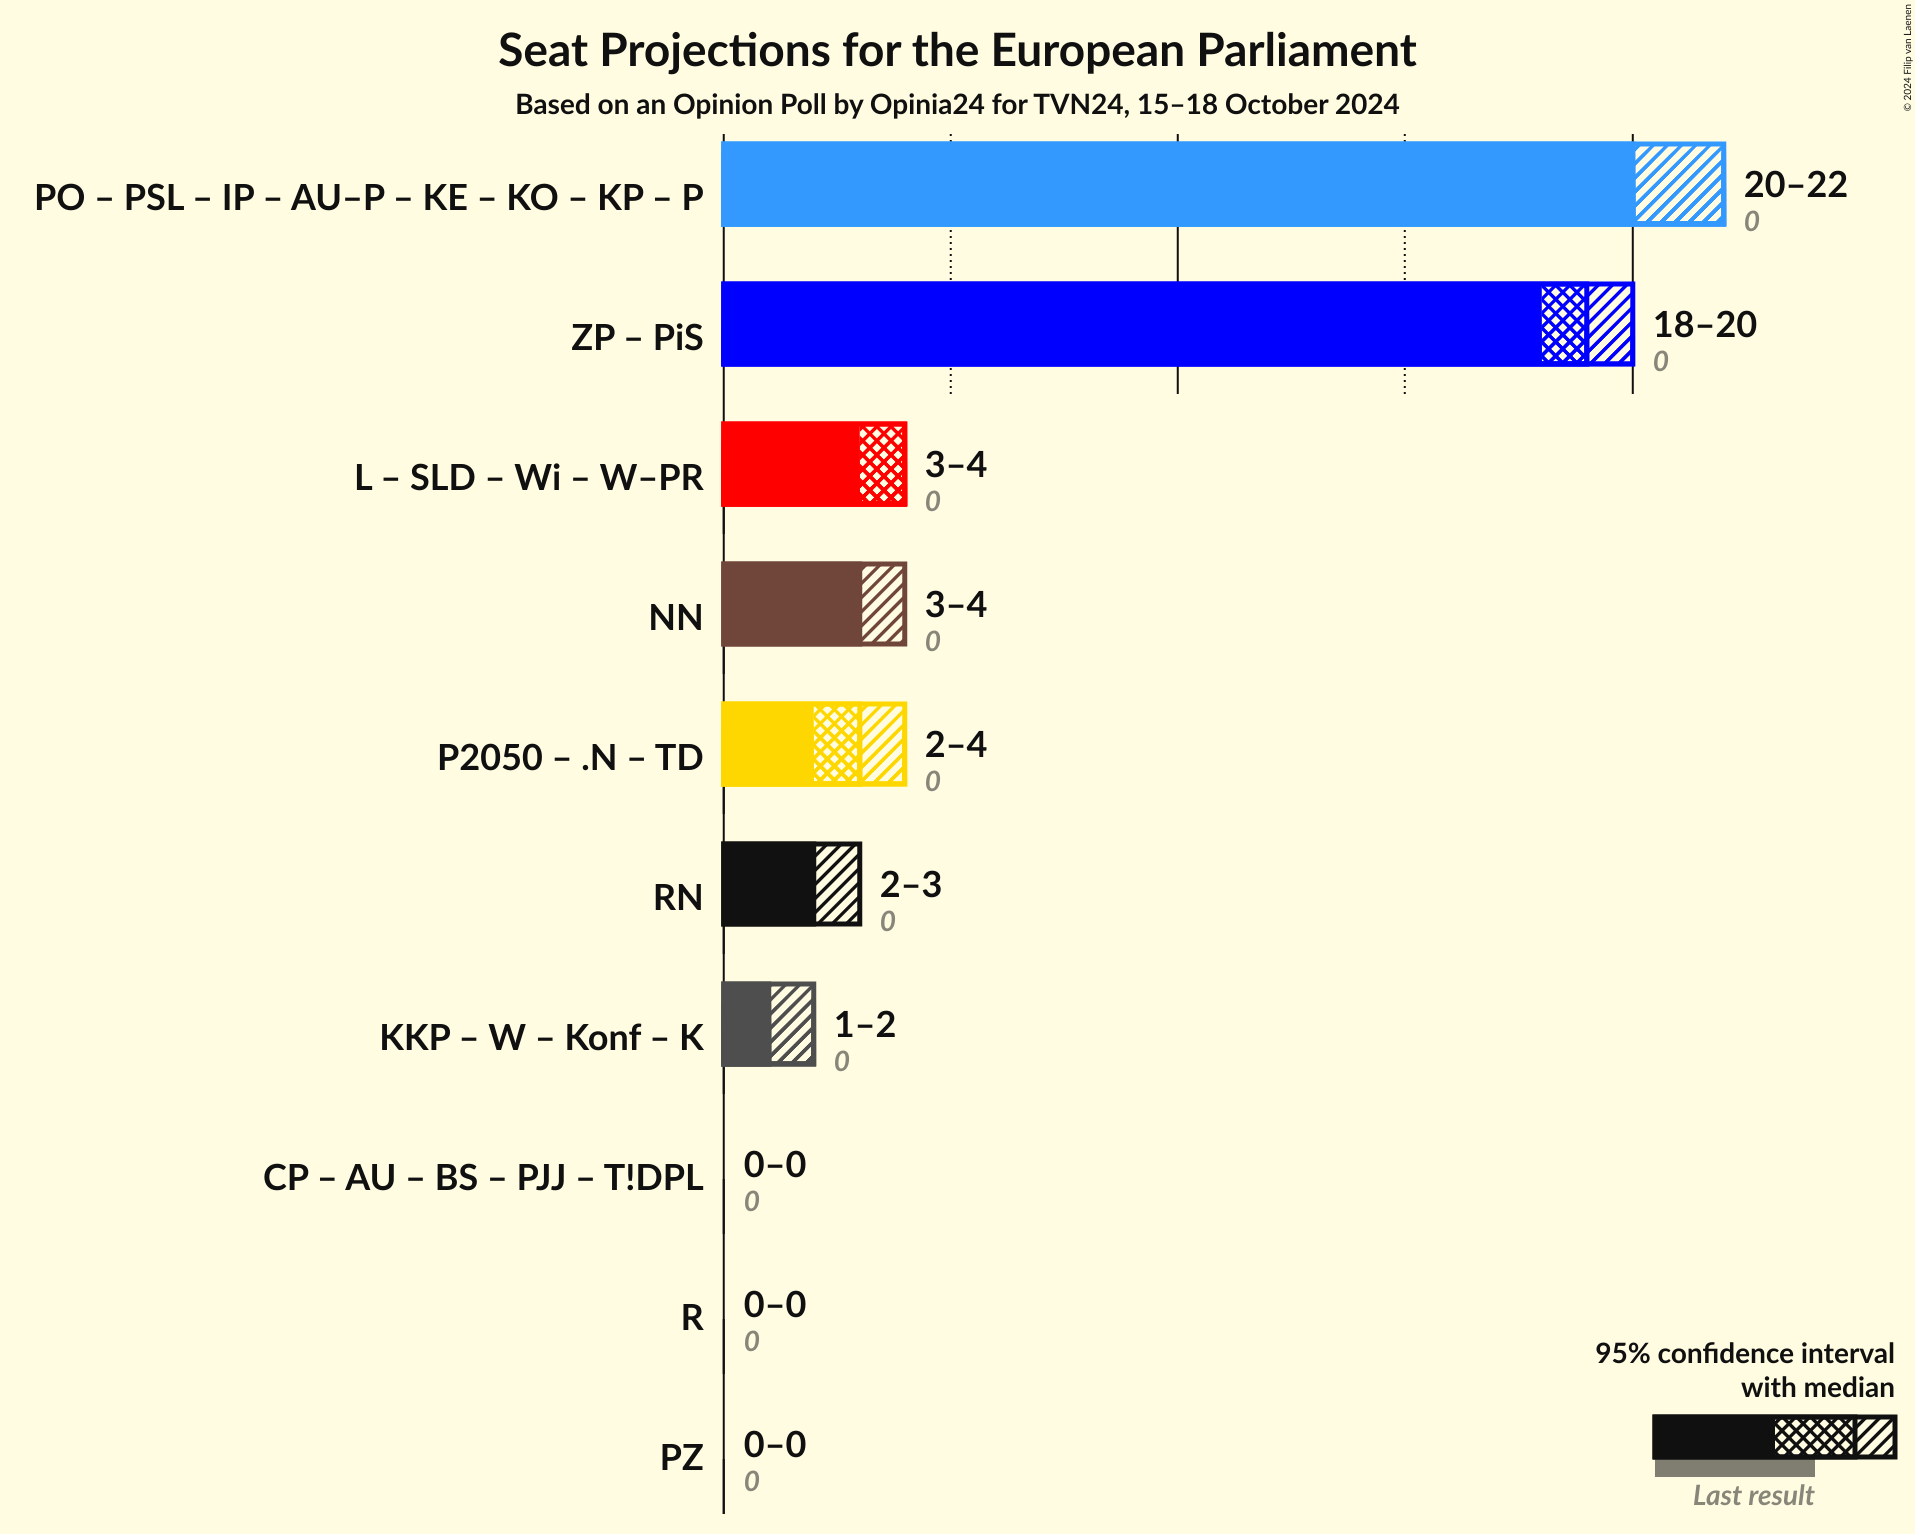 Seat Projections for the European Parliament
Based on an Opinion Poll by Opinia24 for TVN24, 15–18 October 2024
© 2024 Filip van Laenen
PO – PSL – IP – AU–P – KE – KO – KP – P
20–22
0
ZP – PiS
18–20
0
L – SLD – Wi – W–PR
3–4
0
NN
3–4
0
P2050 – .N – TD
2–4
0
RN
2–3
0
KKP – W – Konf – K
1–2
0
CP – AU – BS – PJJ – T!DPL
0–0
0
R
0–0
0
PZ
0–0
0
95% confidence interval
with median
Last result